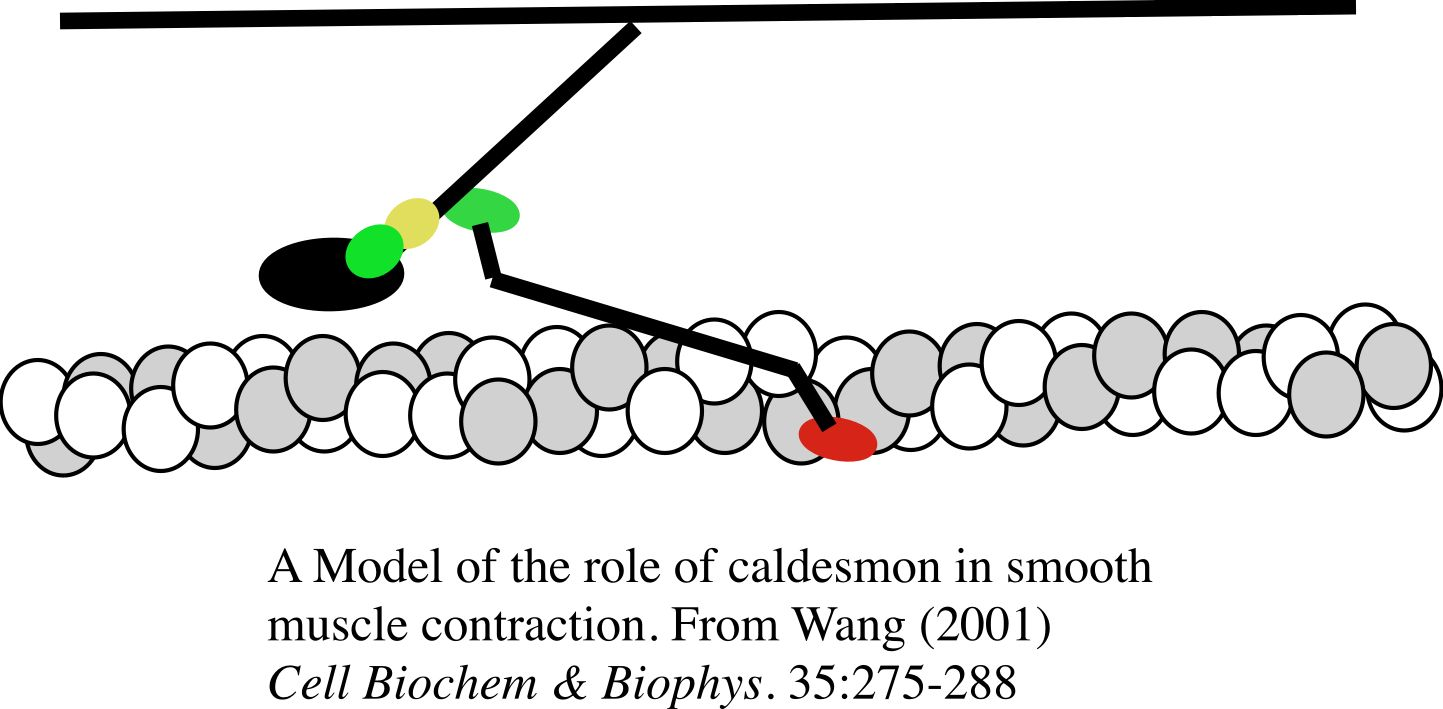 A Model of the role of caldesmon in smooth
muscle contraction. From Wang (2001)
Cell Biochem & Biophys. 35:275-288